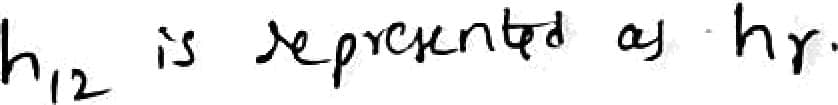 h12 is represented as hr.